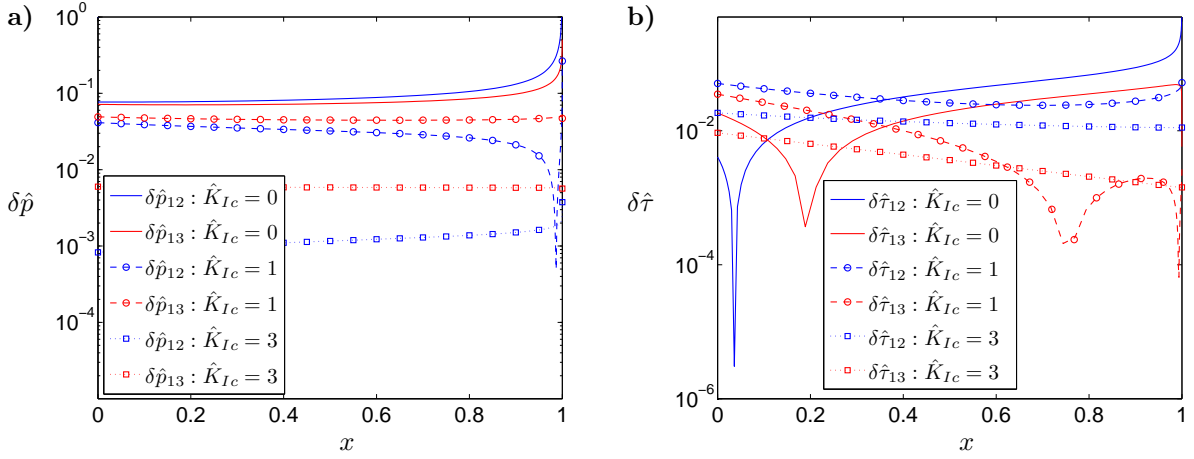 a)
10^0
10^{-1}
10^{-2}
10^{-3}
10^{-4}
δp̂
δp̂_{12} : K̂_{Ic} = 0
δp̂_{13} : K̂_{Ic} = 0
δp̂_{12} : K̂_{Ic} = 1
δp̂_{13} : K̂_{Ic} = 1
δp̂_{12} : K̂_{Ic} = 3
δp̂_{13} : K̂_{Ic} = 3
0 0.2 0.4 0.6 0.8 1
x
b)
10^{-2}
10^{-4}
10^{-6}
δτ̂
δτ̂_{12} : K̂_{Ic} = 0
δτ̂_{13} : K̂_{Ic} = 0
δτ̂_{12} : K̂_{Ic} = 1
δτ̂_{13} : K̂_{Ic} = 1
δτ̂_{12} : K̂_{Ic} = 3
δτ̂_{13} : K̂_{Ic} = 3
0 0.2 0.4 0.6 0.8 1
x